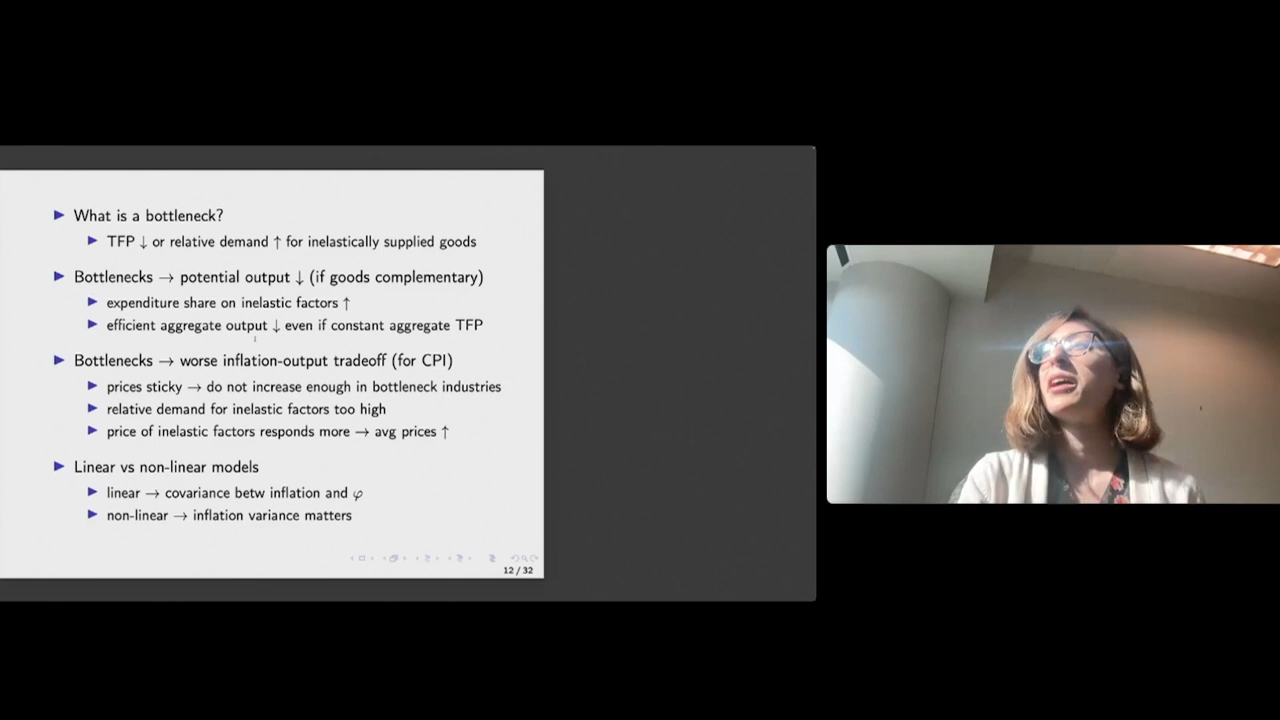 What is a bottleneck?
TFP ↓ or relative demand ↑ for inelastically supplied goods
Bottlenecks → potential output ↓ (if goods complementary)
expenditure share on inelastic factors ↑
efficient aggregate output ↓ even if constant aggregate TFP
Bottlenecks → worse inflation-output tradeoff (for CPI)
prices sticky → do not increase enough in bottleneck industries
relative demand for inelastic factors too high
price of inelastic factors responds more → avg prices ↑
Linear vs non-linear models
linear → covariance betw inflation and φ
non-linear → inflation variance matters
12 / 32